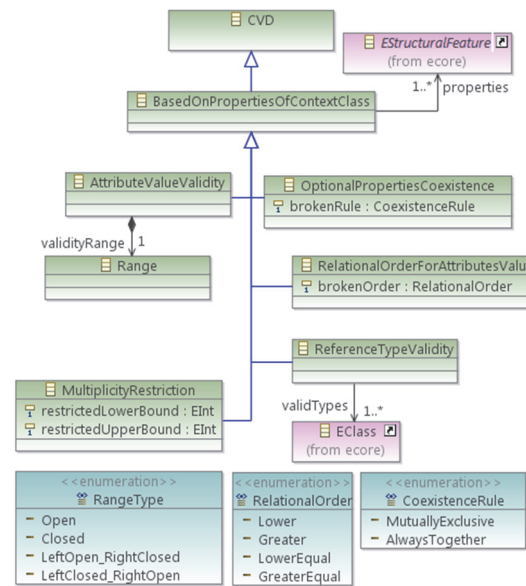 CVD
EStructuralFeature
(from ecore)
1..* properties
BasedOnPropertiesOfContextClass
AttributeValueValidity
OptionalPropertiesCoexistence
brokenRule : CoexistenceRule
validityRange 1
Range
RelationalOrderForAttributesValu
brokenOrder : RelationalOrder
ReferenceTypeValidity
MultiplicityRestriction
restrictedLowerBound : EInt
restrictedUpperBound : EInt
validTypes 1..*
EClass
(from ecore)
<<enumeration>>
RangeType
Open
Closed
LeftOpen_RightClosed
LeftClosed_RightOpen
<<enumeration>>
RelationalOrder
Lower
Greater
LowerEqual
GreaterEqual
<<enumeration>>
CoexistenceRule
MutuallyExclusive
AlwaysTogether